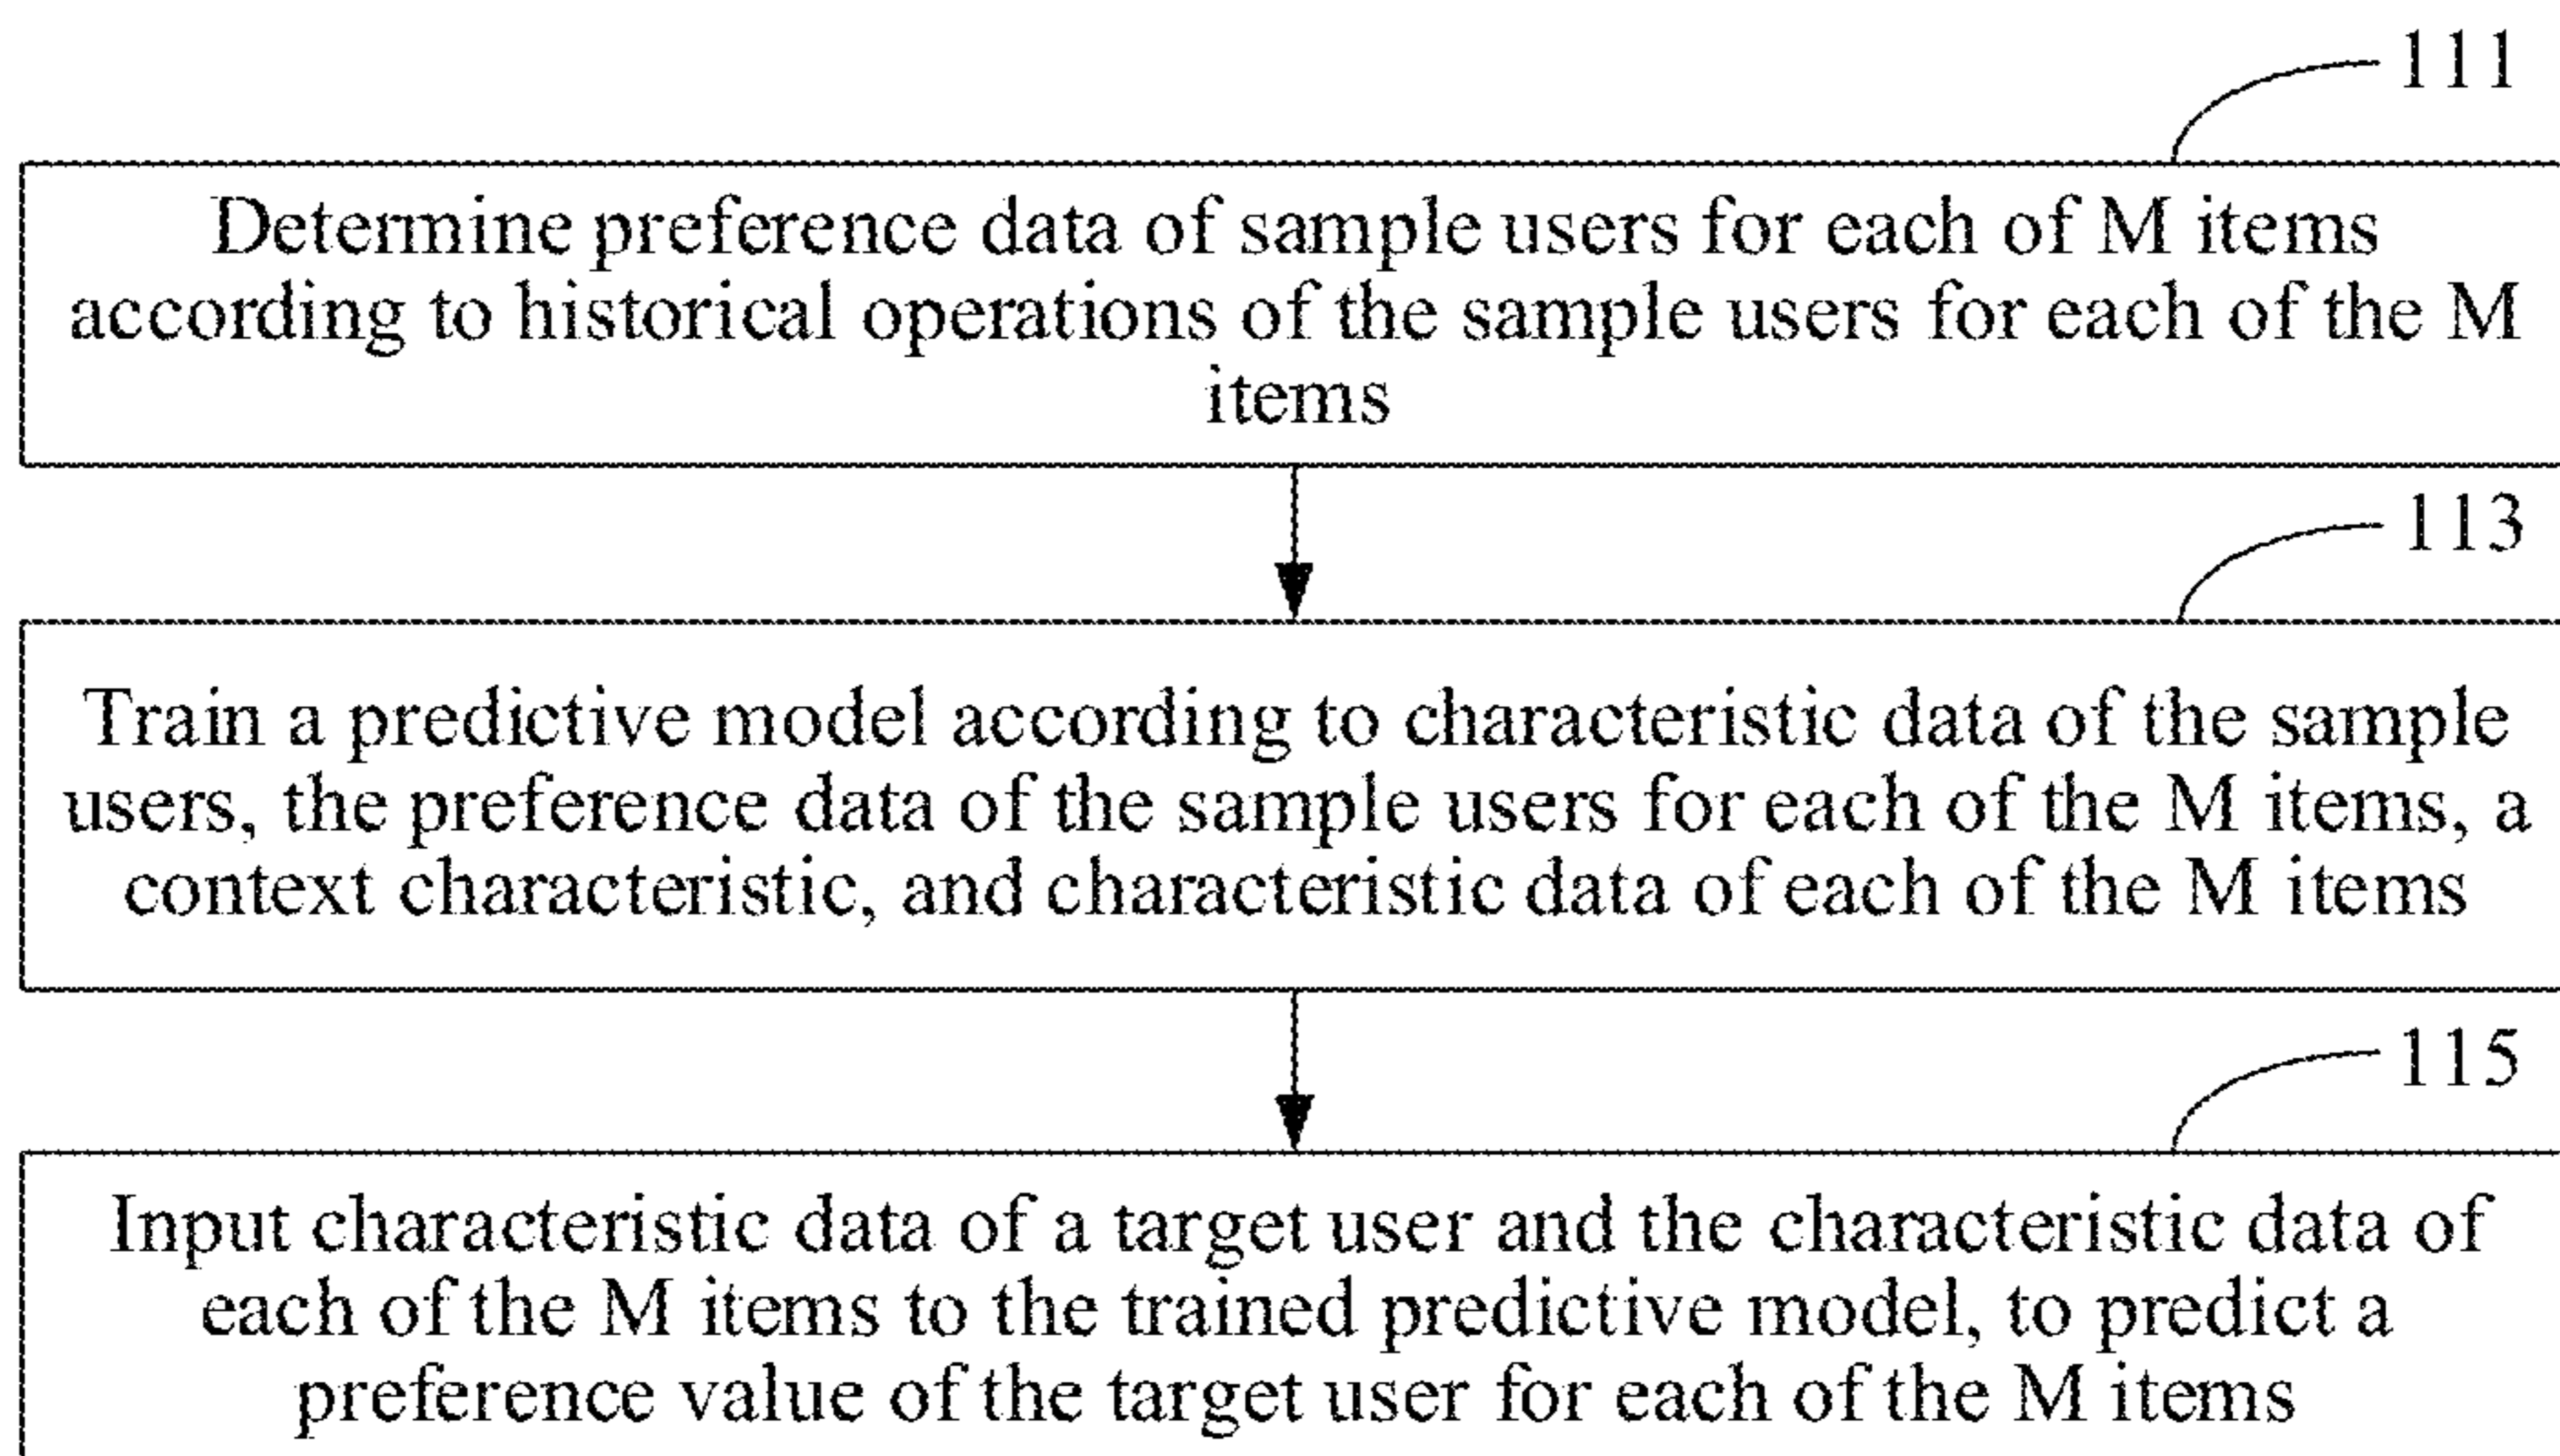 111
Determine preference data of sample users for each of M items
according to historical operations of the sample users for each of the M
items
113
Train a predictive model according to characteristic data of the sample
users, the preference data of the sample users for each of the M items, a
context characteristic, and characteristic data of each of the M items
115
Input characteristic data of a target user and the characteristic data of
each of the M items to the trained predictive model, to predict a
preference value of the target user for each of the M items